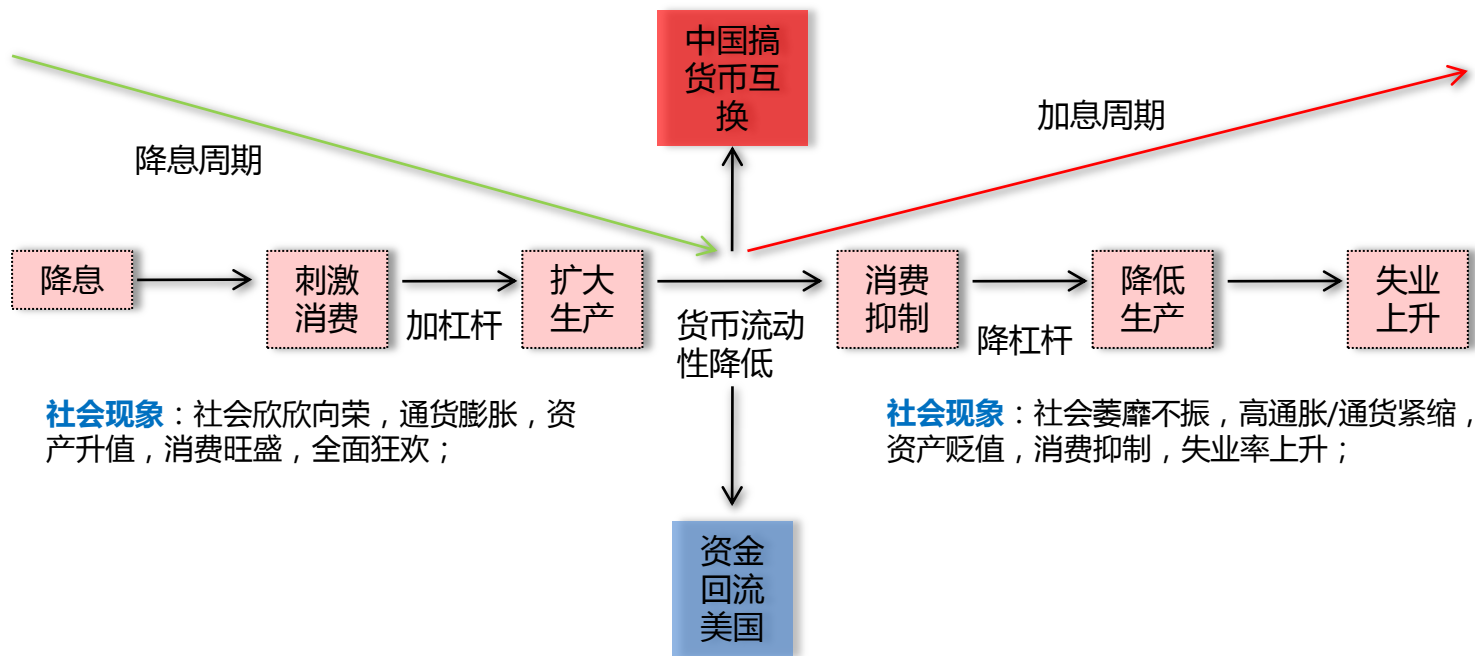 中国搞
货币互
换
降息周期
加息周期
降息
刺激
消费
加杠杆
扩大
生产
货币流动
性降低
消费
抑制
降杠杆
降低
生产
失业
上升
社会现象：社会欣欣向荣，通货膨胀，资
产升值，消费旺盛，全面狂欢；
社会现象：社会萎靡不振，高通胀/通货紧缩，
资产贬值，消费抑制，失业率上升；
资金
回流
美国